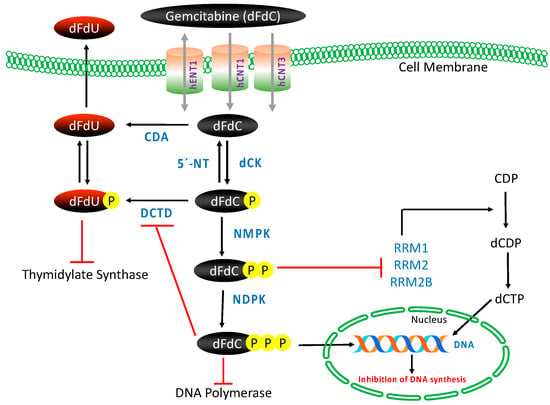 dFdU
Gemcitabine (dFdC)
hENT1
hCNT1
hCNT3
Cell Membrane
dFdU
CDA
dFdC
5´-NT
dCK
dFdU P
DCTD
dFdC P
CDP
NMPK
RRM1
RRM2
RRM2B
dCDP
Thymidylate Synthase
dFdC P P
NDPK
dCTP
Nucleus
dFdC P P P
DNA
Inhibition of DNA synthesis
DNA Polymerase